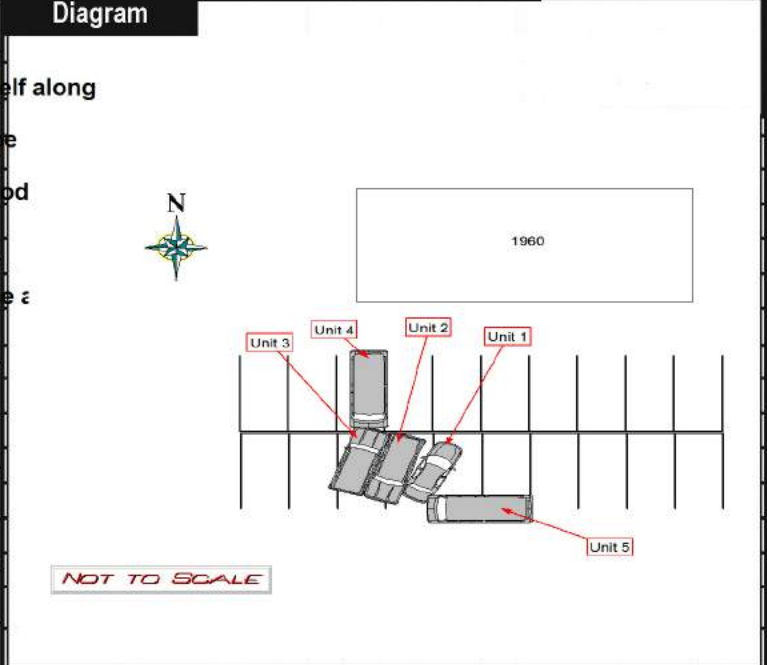 Diagram
elf along
e
od
N
1960
e a
Unit 4
Unit 2
Unit 1
Unit 3
Unit 5
NOT TO SCALE